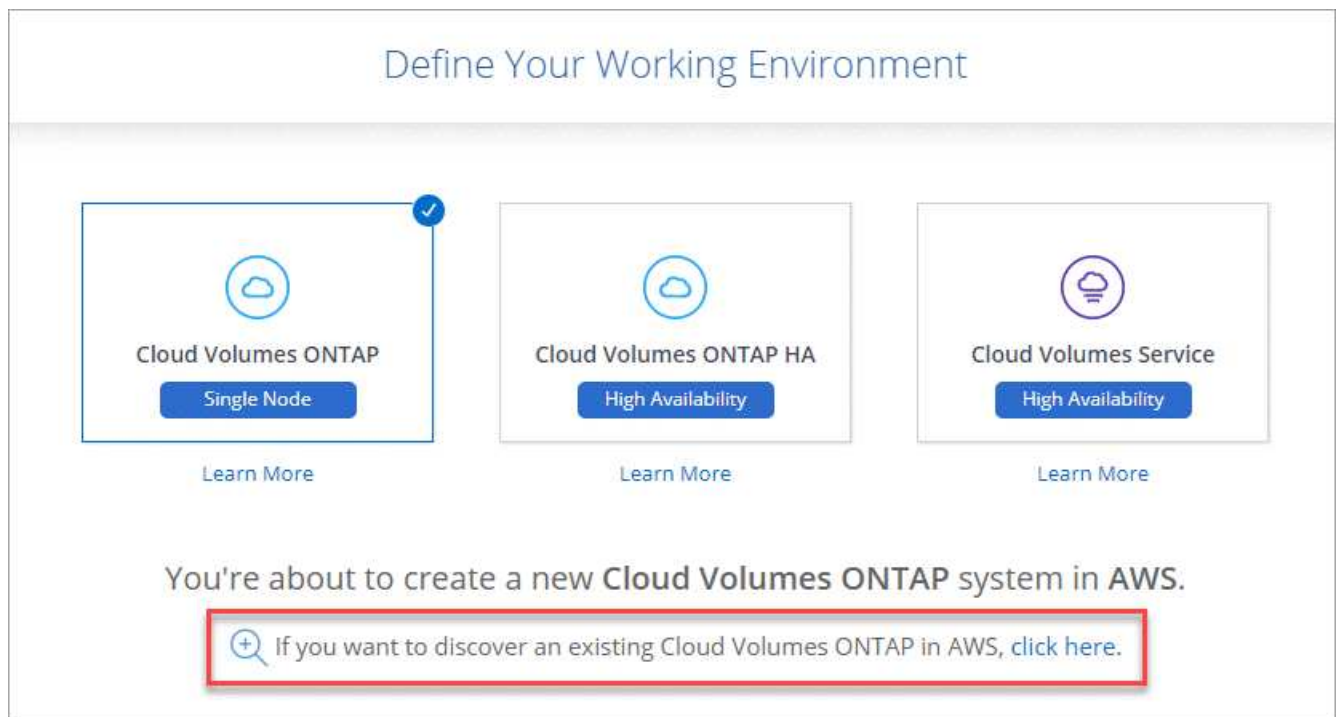 Define Your Working Environment
Cloud Volumes ONTAP
Single Node
Learn More
Cloud Volumes ONTAP HA
High Availability
Learn More
Cloud Volumes Service
High Availability
Learn More
You're about to create a new Cloud Volumes ONTAP system in AWS.
If you want to discover an existing Cloud Volumes ONTAP in AWS, click here.